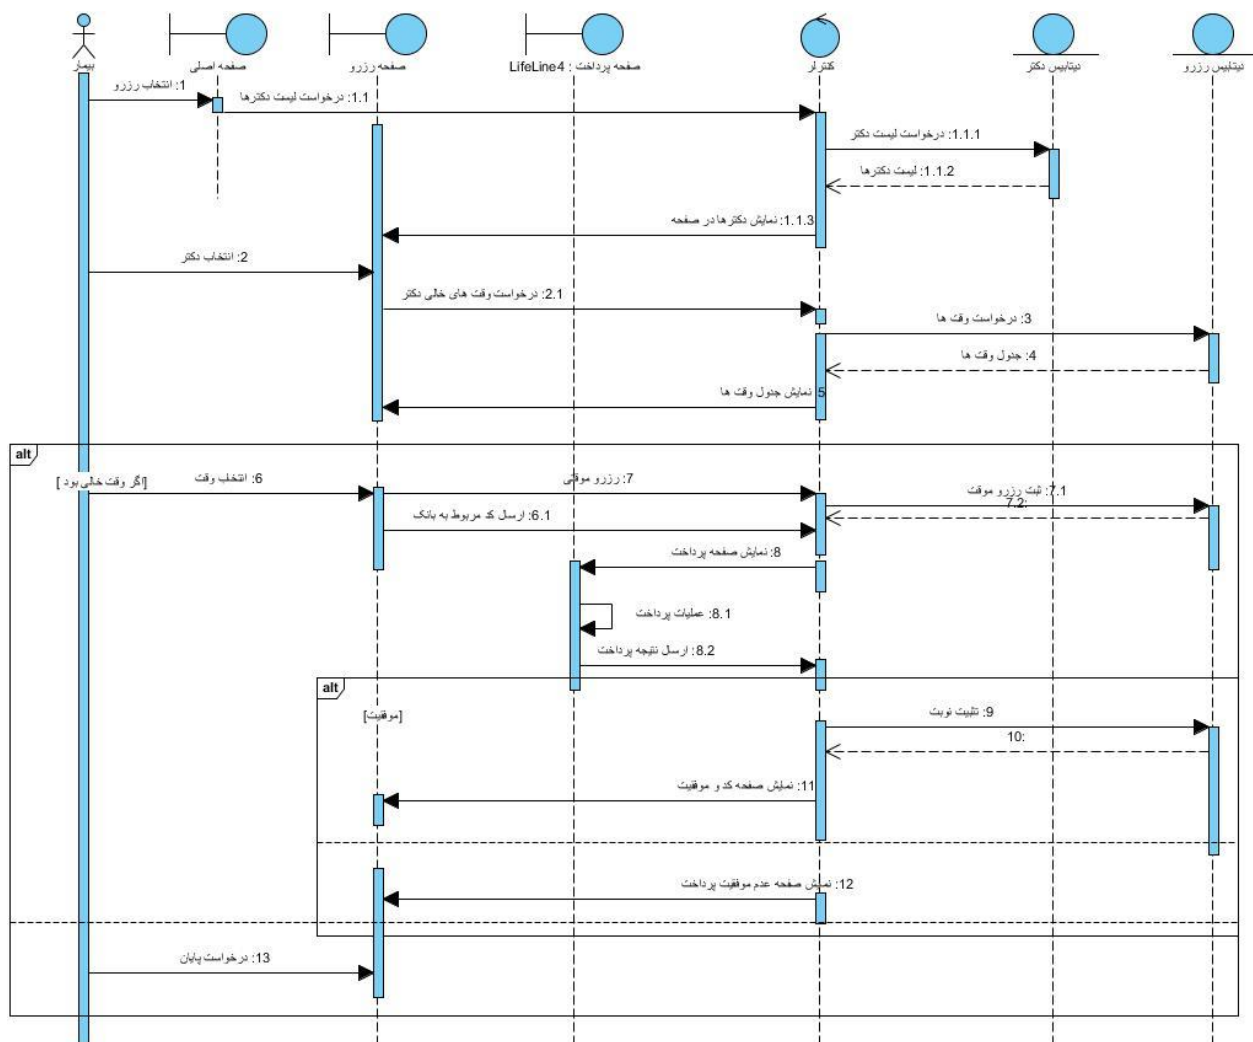 بیمار
صفحه اصلی
صفحه رزرو
صفحه پرداخت : LifeLine4
کنترلر
دیتابیس دکتر
دیتابیس رزرو
1: انتخاب رزرو
1.1: درخواست لیست دکترها
1.1.1: درخواست لیست دکتر
1.1.2: لیست دکترها
1.1.3: نمایش دکترها در صفحه
2: انتخاب دکتر
2.1: درخواست وقت های خالی دکتر
3: درخواست وقت ها
4: جدول وقت ها
5 نمایش جدول وقت ها
alt
[اگر وقت خالی بود ]
6: انتخاب وقت
7: رزرو موقتی
7.1: ثبت رزرو موقت
7.2:
6.1: ارسال کد مربوط به بانک
8: نمایش صفحه پرداخت
8.1: عملیات پرداخت
8.2: ارسال نتیجه پرداخت
alt
[موفقیت]
9: تثبیت نوبت
10:
11: نمایش صفحه کد و موفقیت
12: نمایش صفحه عدم موفقیت پرداخت
13: درخواست پایان